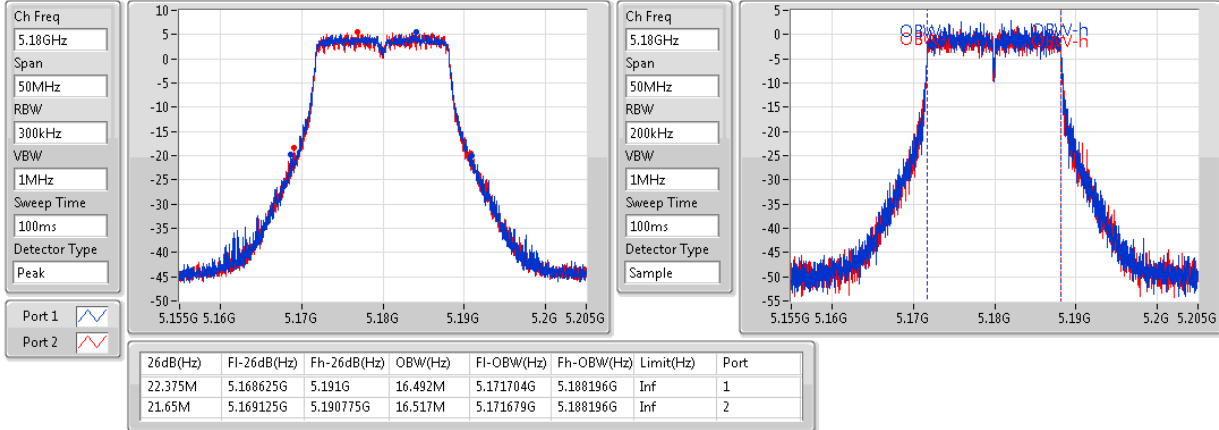 Ch Freq
5.18GHz
Span
50MHz
RBW
300kHz
VBW
1MHz
Sweep Time
100ms
Detector Type
Peak
Port 1
Port 2
10
5
0
-5
-10
-15
-20
-25
-30
-35
-40
-45
-50
5.155G 5.16G 5.17G 5.18G 5.19G 5.2G 5.205G
Ch Freq
5.18GHz
Span
50MHz
RBW
200kHz
VBW
1MHz
Sweep Time
100ms
Detector Type
Sample
5
0
-5
-10
-15
-20
-25
-30
-35
-40
-45
-50
-55
5.155G 5.16G 5.17G 5.18G 5.19G 5.2G 5.205G
26dB(Hz) Fl-26dB(Hz) Fh-26dB(Hz) OBW(Hz) Fl-OBW(Hz) Fh-OBW(Hz) Limit(Hz) Port
22.375M 5.168625G 5.191G 16.492M 5.171704G 5.188196G Inf 1
21.65M 5.169125G 5.190775G 16.517M 5.171679G 5.188196G Inf 2